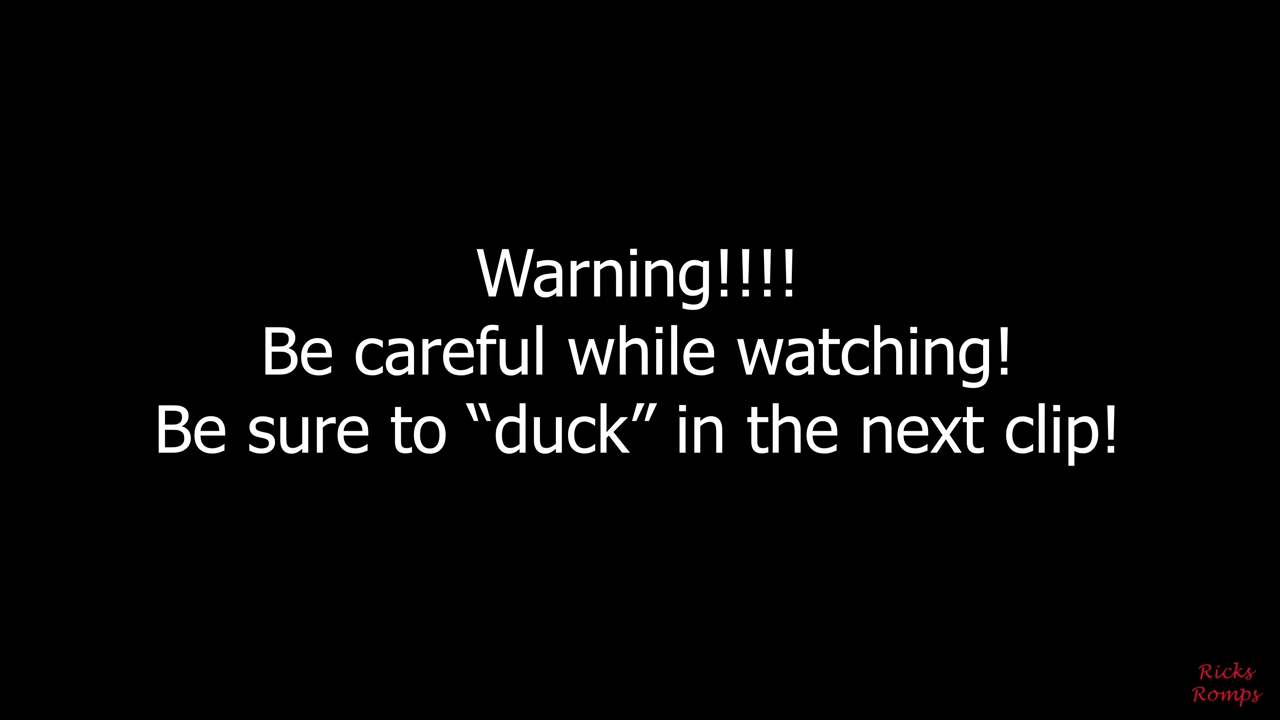 Warning!!!!
Be careful while watching!
Be sure to “duck” in the next clip!
Ricks
Romps